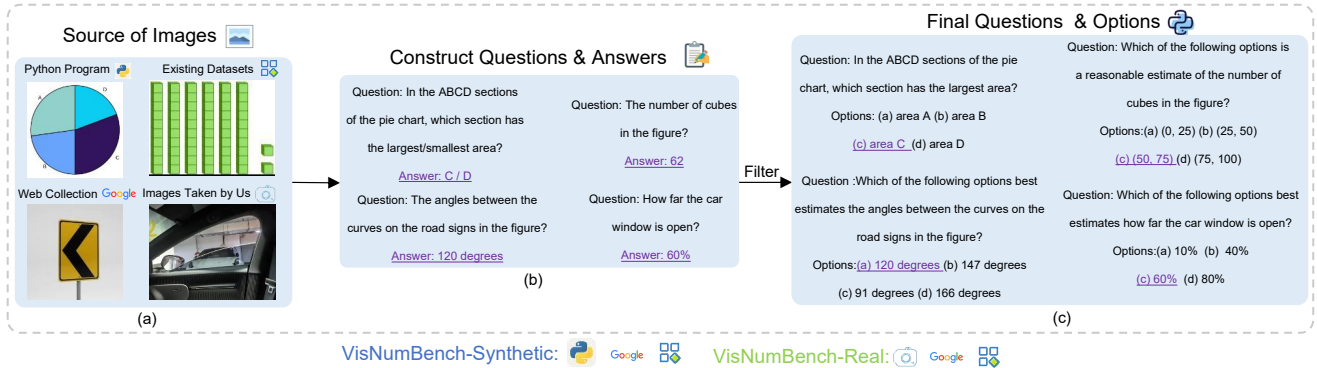 Source of Images
Python Program
Existing Datasets
A
D
B
C
Web Collection Google
Images Taken by Us
(a)
Construct Questions & Answers
Question: In the ABCD sections
of the pie chart, which section has
the largest/smallest area?
Answer: C / D
Question: The number of cubes
in the figure?
Answer: 62
Question: The angles between the
curves on the road signs in the figure?
Answer: 120 degrees
Question: How far the car
window is open?
Answer: 60%
(b)
Filter
Final Questions & Options
Question: In the ABCD sections of the pie
chart, which section has the largest area?
Options: (a) area A (b) area B
(c) area C (d) area D
Question: Which of the following options is
a reasonable estimate of the number of
cubes in the figure?
Options:(a) (0, 25) (b) (25, 50)
(c) (50, 75) (d) (75, 100)
Question :Which of the following options best
estimates the angles between the curves on the
road signs in the figure?
Options:(a) 120 degrees (b) 147 degrees
(c) 91 degrees (d) 166 degrees
Question: Which of the following options best
estimates how far the car window is open?
Options:(a) 10% (b) 40%
(c) 60% (d) 80%
(c)
VisNumBench-Synthetic: Google
VisNumBench-Real: Google